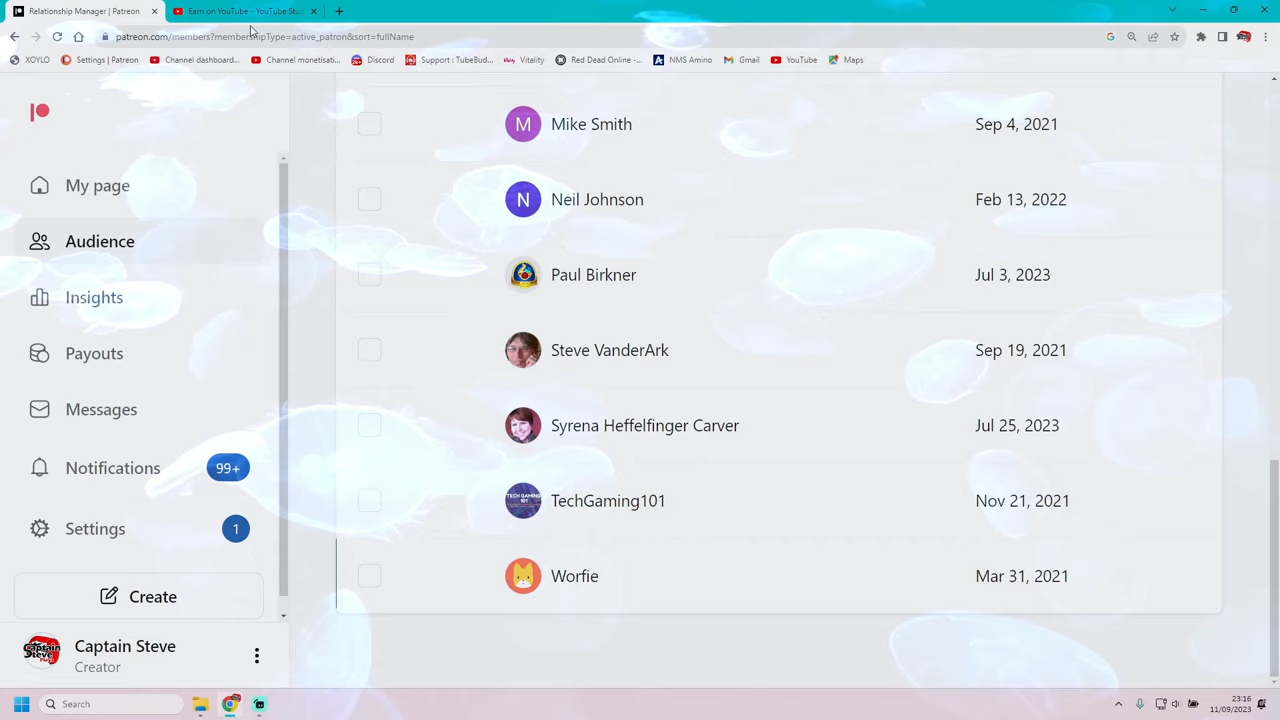 Relationship Manager | Patreon
Earn on YouTube - YouTube Stu
patreon.com/members?membershipType=active_patron&sort=fullName
XOYLO
Settings | Patreon
Channel dashboard...
Channel monetisati...
Discord
Support : TubeBud...
Vitality
Red Dead Online -...
NMS Amino
Gmail
YouTube
Maps
My page
Audience
Insights
Payouts
Messages
Notifications 99+
Settings 1
Create
Captain Steve
Creator
M Mike Smith Sep 4, 2021
N Neil Johnson Feb 13, 2022
Paul Birkner Jul 3, 2023
Steve VanderArk Sep 19, 2021
Syrena Heffelfinger Carver Jul 25, 2023
TECH GAMING 101 TechGaming101 Nov 21, 2021
Worfie Mar 31, 2021
Search
23:16
11/09/2023